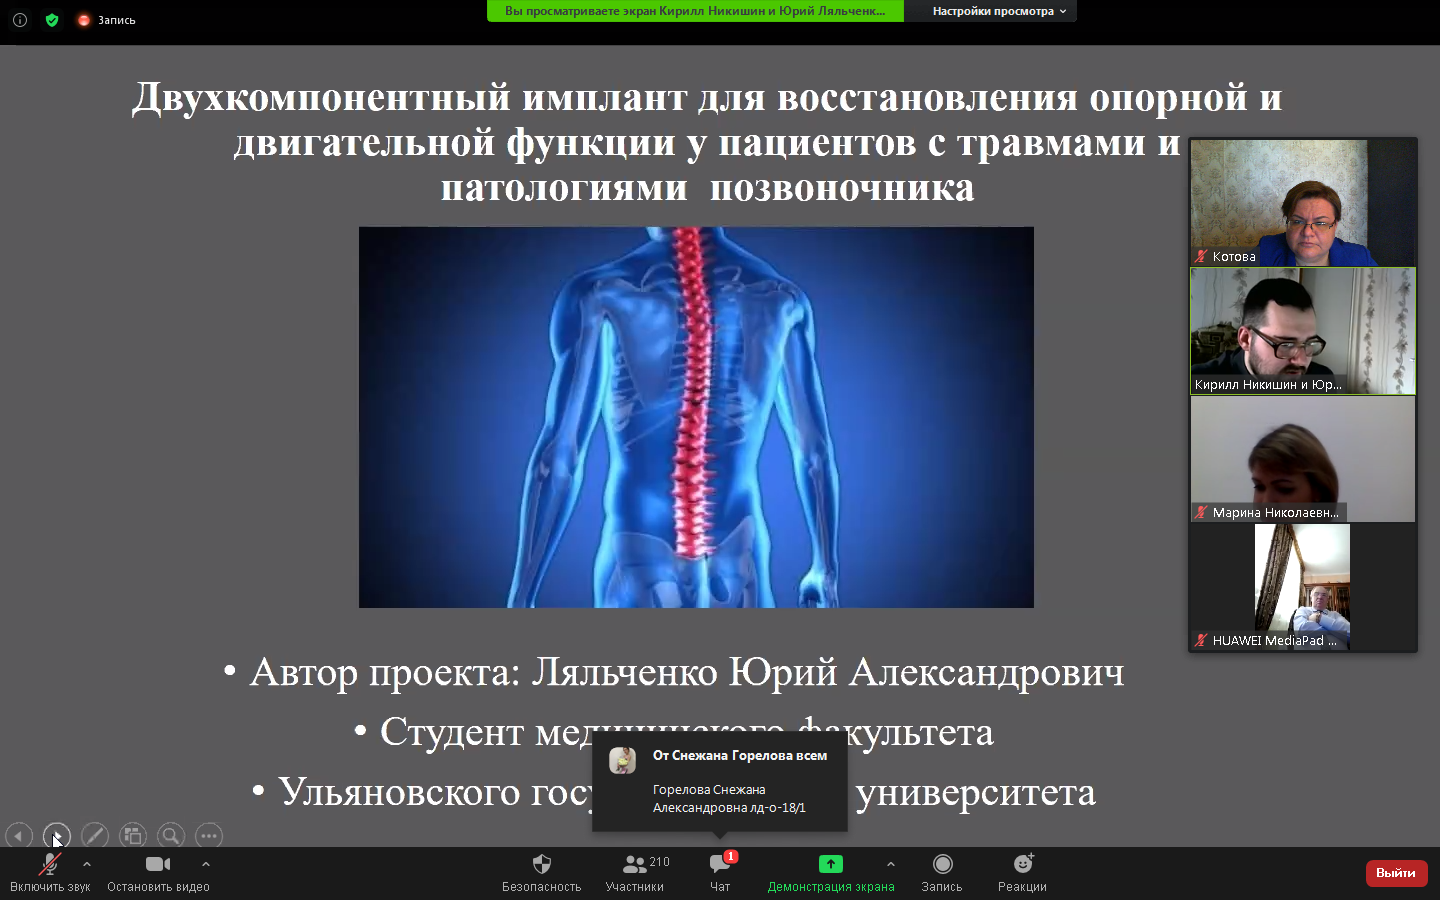 Запись
Вы просматриваете экран Кирилл Никишин и Юрий Ляльченк...
Настройки просмотра
Двухкомпонентный имплант для восстановления опорной и
двигательной функции у пациентов с травмами и
патологиями позвоночника
Котова
Кирилл Никишин и Юр...
Марина Николаевн...
HUAWEI MediaPad ...
• Автор проекта: Ляльченко Юрий Александрович
• Студент медицинского факультета
• Ульяновского госу
университета
От Снежана Горелова всем
Горелова Снежана
Александровна лд-о-18/1
Включить звук
Остановить видео
Безопасность
210
Участники
1
Чат
Демонстрация экрана
Запись
Реакции
Выйти